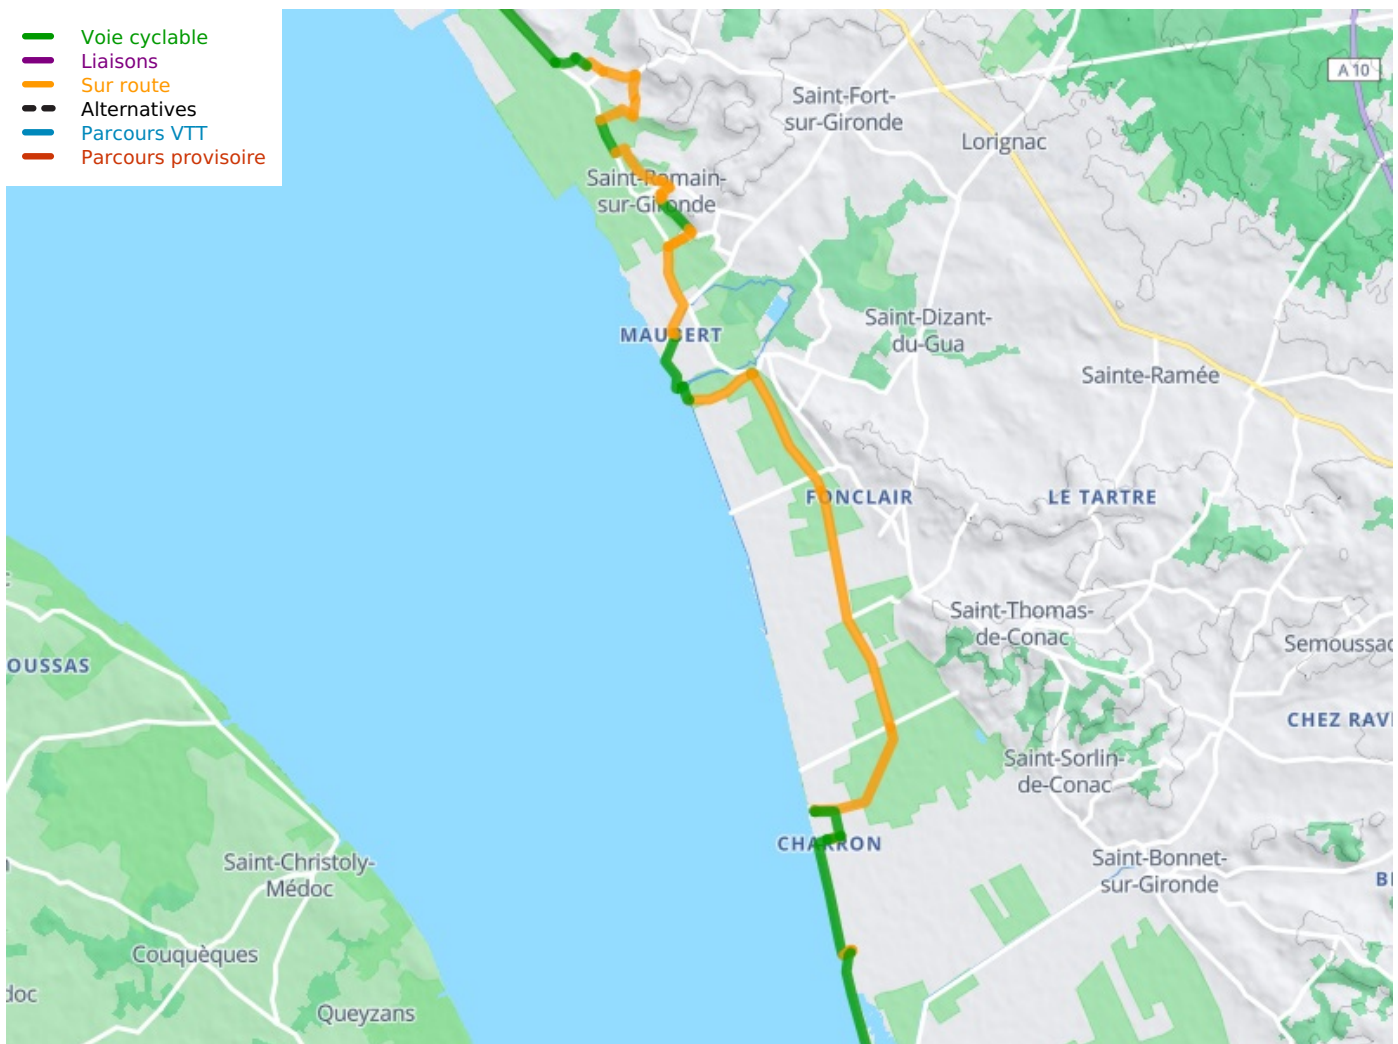 Voie cyclable
Liaisons
Sur route
Alternatives
Parcours VTT
Parcours provisoire
A 10
Saint-Fort-
sur-Gironde
Lorignac
Saint-Romain-
sur-Gironde
MAUBERT
Saint-Dizant-
du-Gua
Sainte-Ramée
FONCLAIR
LE TARTRE
Saint-Thomas-
de-Conac
Semoussac
OUSSAS
CHEZ RAVI
Saint-Sorlin-
de-Conac
CHARRON
Saint-Christoly-
Médoc
Saint-Bonnet-
sur-Gironde
Couquèques
doc
Queyzans